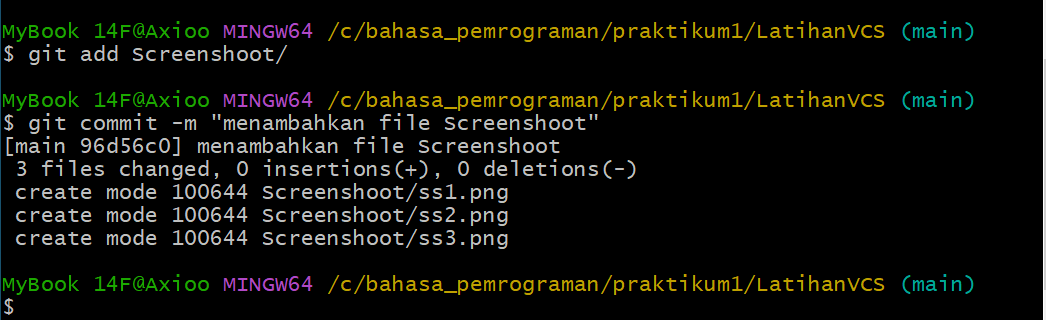 MyBook 14F@Axioo MINGW64 /c/bahasa_pemrograman/praktikum1/LatihanVCS (main)
$ git add Screenshoot/
MyBook 14F@Axioo MINGW64 /c/bahasa_pemrograman/praktikum1/LatihanVCS (main)
$ git commit -m "menambahkan file Screenshoot"
[main 96d56c0] menambahkan file Screenshoot
 3 files changed, 0 insertions(+), 0 deletions(-)
 create mode 100644 Screenshoot/ss1.png
 create mode 100644 Screenshoot/ss2.png
 create mode 100644 Screenshoot/ss3.png
MyBook 14F@Axioo MINGW64 /c/bahasa_pemrograman/praktikum1/LatihanVCS (main)
$